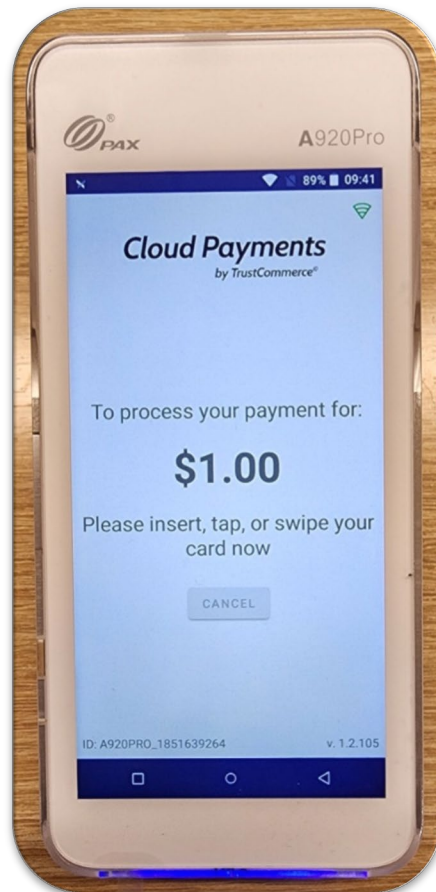 PAX®
A920Pro
89% 09:41
Cloud Payments
by TrustCommerce®
To process your payment for:
$1.00
Please insert, tap, or swipe your
card now
CANCEL
ID: A920PRO_1851639264 v. 1.2.105